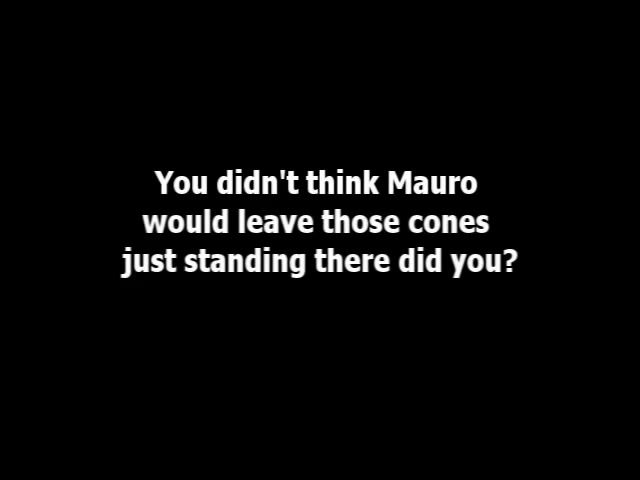 You didn't think Mauro
would leave those cones
just standing there did you?